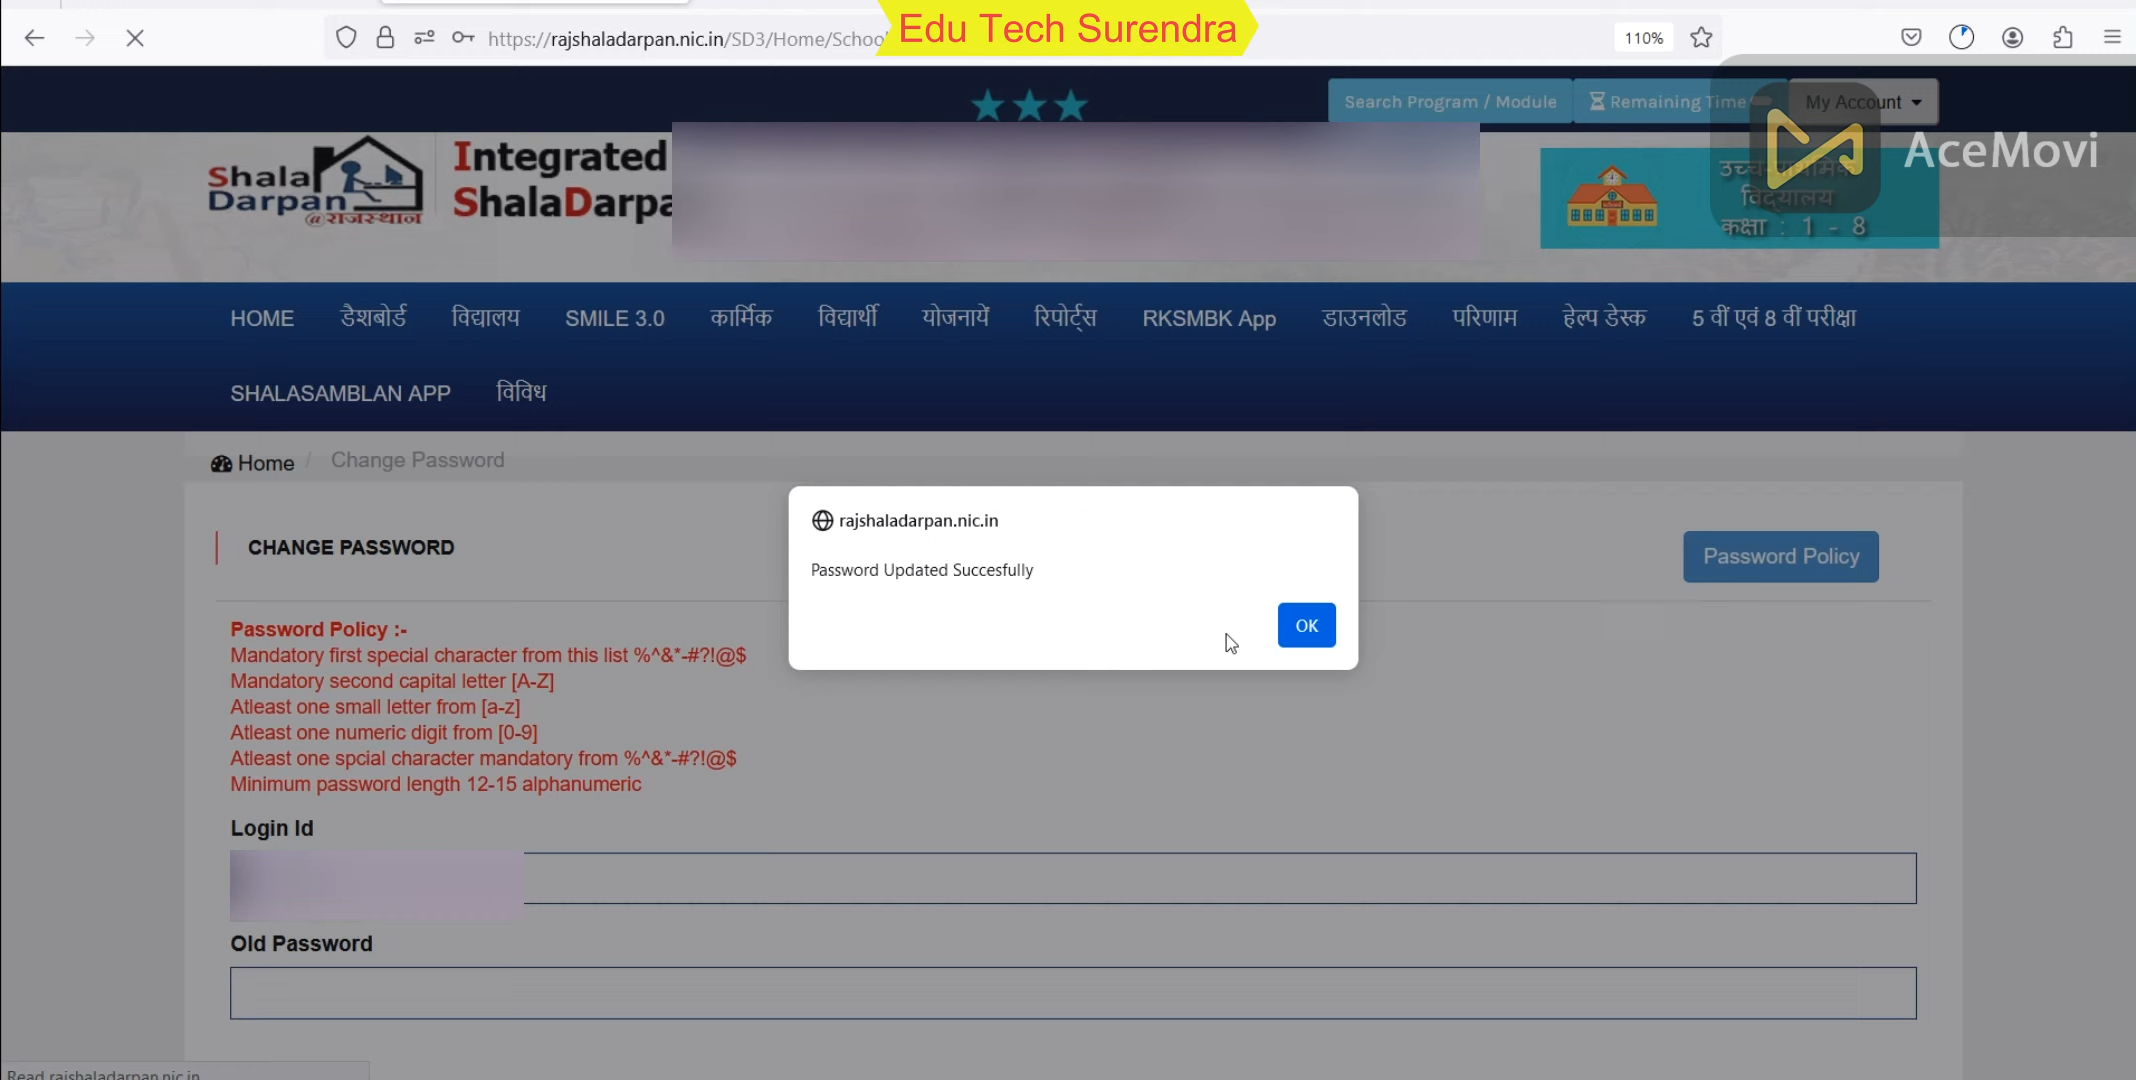 Edu Tech Surendra
https://rajshaladarpan.nic.in/SD3/Home/School
110%
Search Program / Module
Remaining Time
My Account
AceMovi
Shala
Darpan
@राजस्थान
Integrated
ShalaDarpa
उच्च प्राथमिक
विद्यालय
कक्षा : 1 - 8
HOME डैशबोर्ड विद्यालय SMILE 3.0 कार्मिक विद्यार्थी योजनायें रिपोर्ट्स RKSMBK App डाउनलोड परिणाम हेल्प डेस्क 5 वीं एवं 8 वीं परीक्षा
SHALASAMBLAN APP विविध
Home / Change Password
rajshaladarpan.nic.in
Password Updated Succesfully
OK
CHANGE PASSWORD
Password Policy
Password Policy :-
Mandatory first special character from this list %^&*-#?!@$
Mandatory second capital letter [A-Z]
Atleast one small letter from [a-z]
Atleast one numeric digit from [0-9]
Atleast one spcial character mandatory from %^&*-#?!@$
Minimum password length 12-15 alphanumeric
Login Id
Old Password
Read rajshaladarpan.nic.in